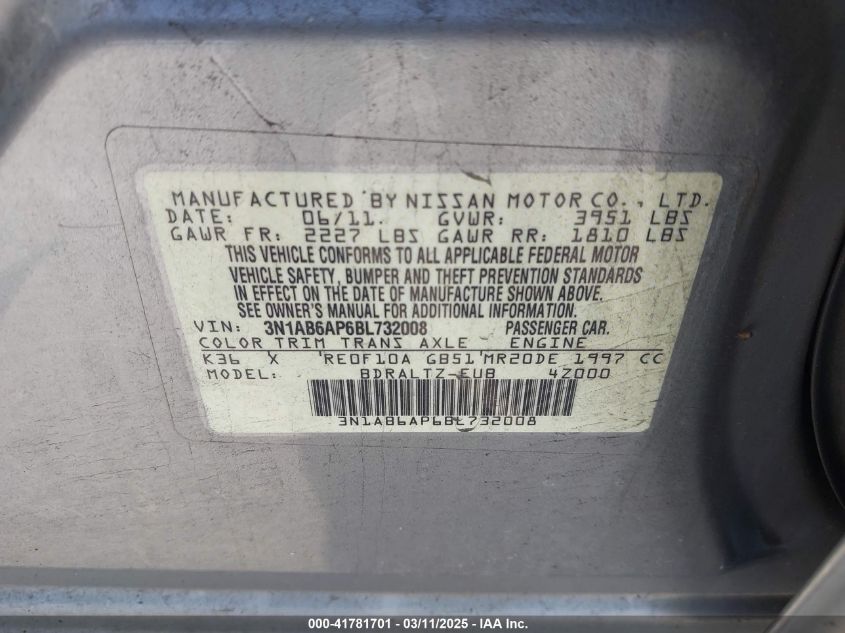 MANUFACTURED BY NISSAN MOTOR CO., LTD.
DATE: 06/11. GVWR: 3951 LBS
GAWR FR: 2227 LBS GAWR RR: 1810 LBS
THIS VEHICLE CONFORMS TO ALL APPLICABLE FEDERAL MOTOR
VEHICLE SAFETY, BUMPER AND THEFT PREVENTION STANDARDS
IN EFFECT ON THE DATE OF MANUFACTURE SHOWN ABOVE.
SEE OWNER'S MANUAL FOR ADDITIONAL INFORMATION.
VIN: 3N1AB6AP6BL732008 PASSENGER CAR.
COLOR TRIM TRANS AXLE ENGINE
K36 X RE0F10A GB51 MR20DE 1997 CC
MODEL: BDRALTZ-EUB 4Z000
3N1AB6AP6BL732008
000-41781701 - 03/11/2025 - IAA Inc.